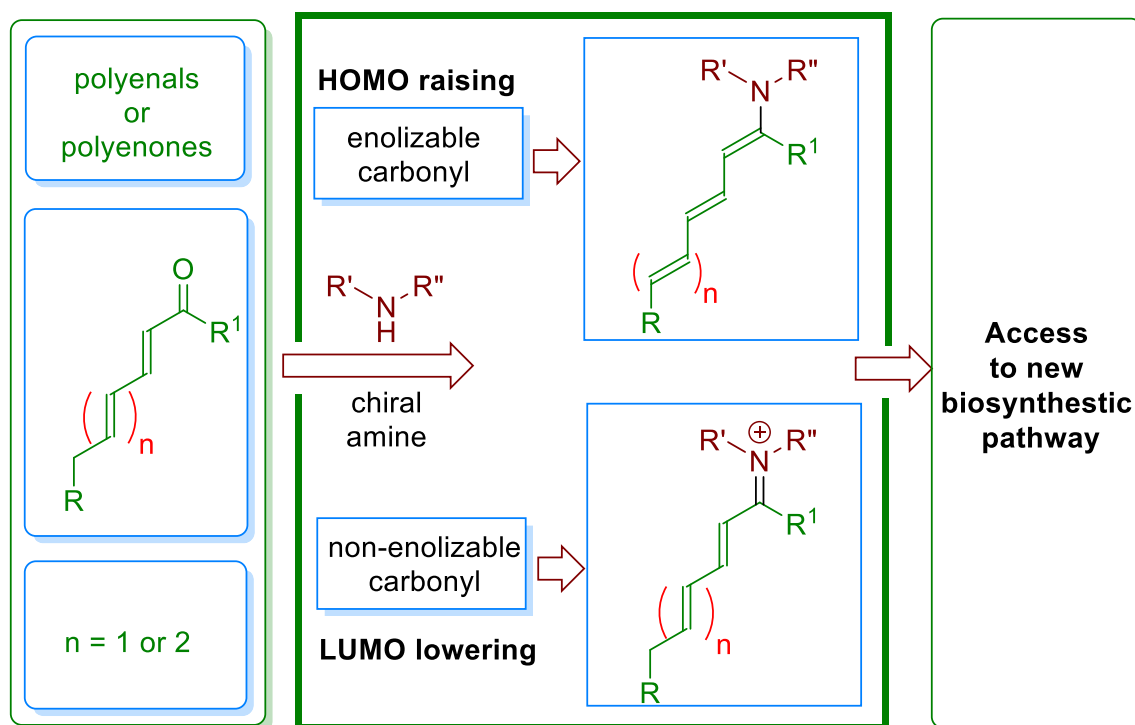 polyenals
or
polyenones
O
R¹
( )n
R
n = 1 or 2
HOMO raising
enolizable
carbonyl
R' R"
N
H
chiral
amine
non-enolizable
carbonyl
LUMO lowering
R' R"
N
R¹
( )n
R
R' ⊕ R"
N
R¹
( )n
R
Access
to new
biosynthestic
pathway